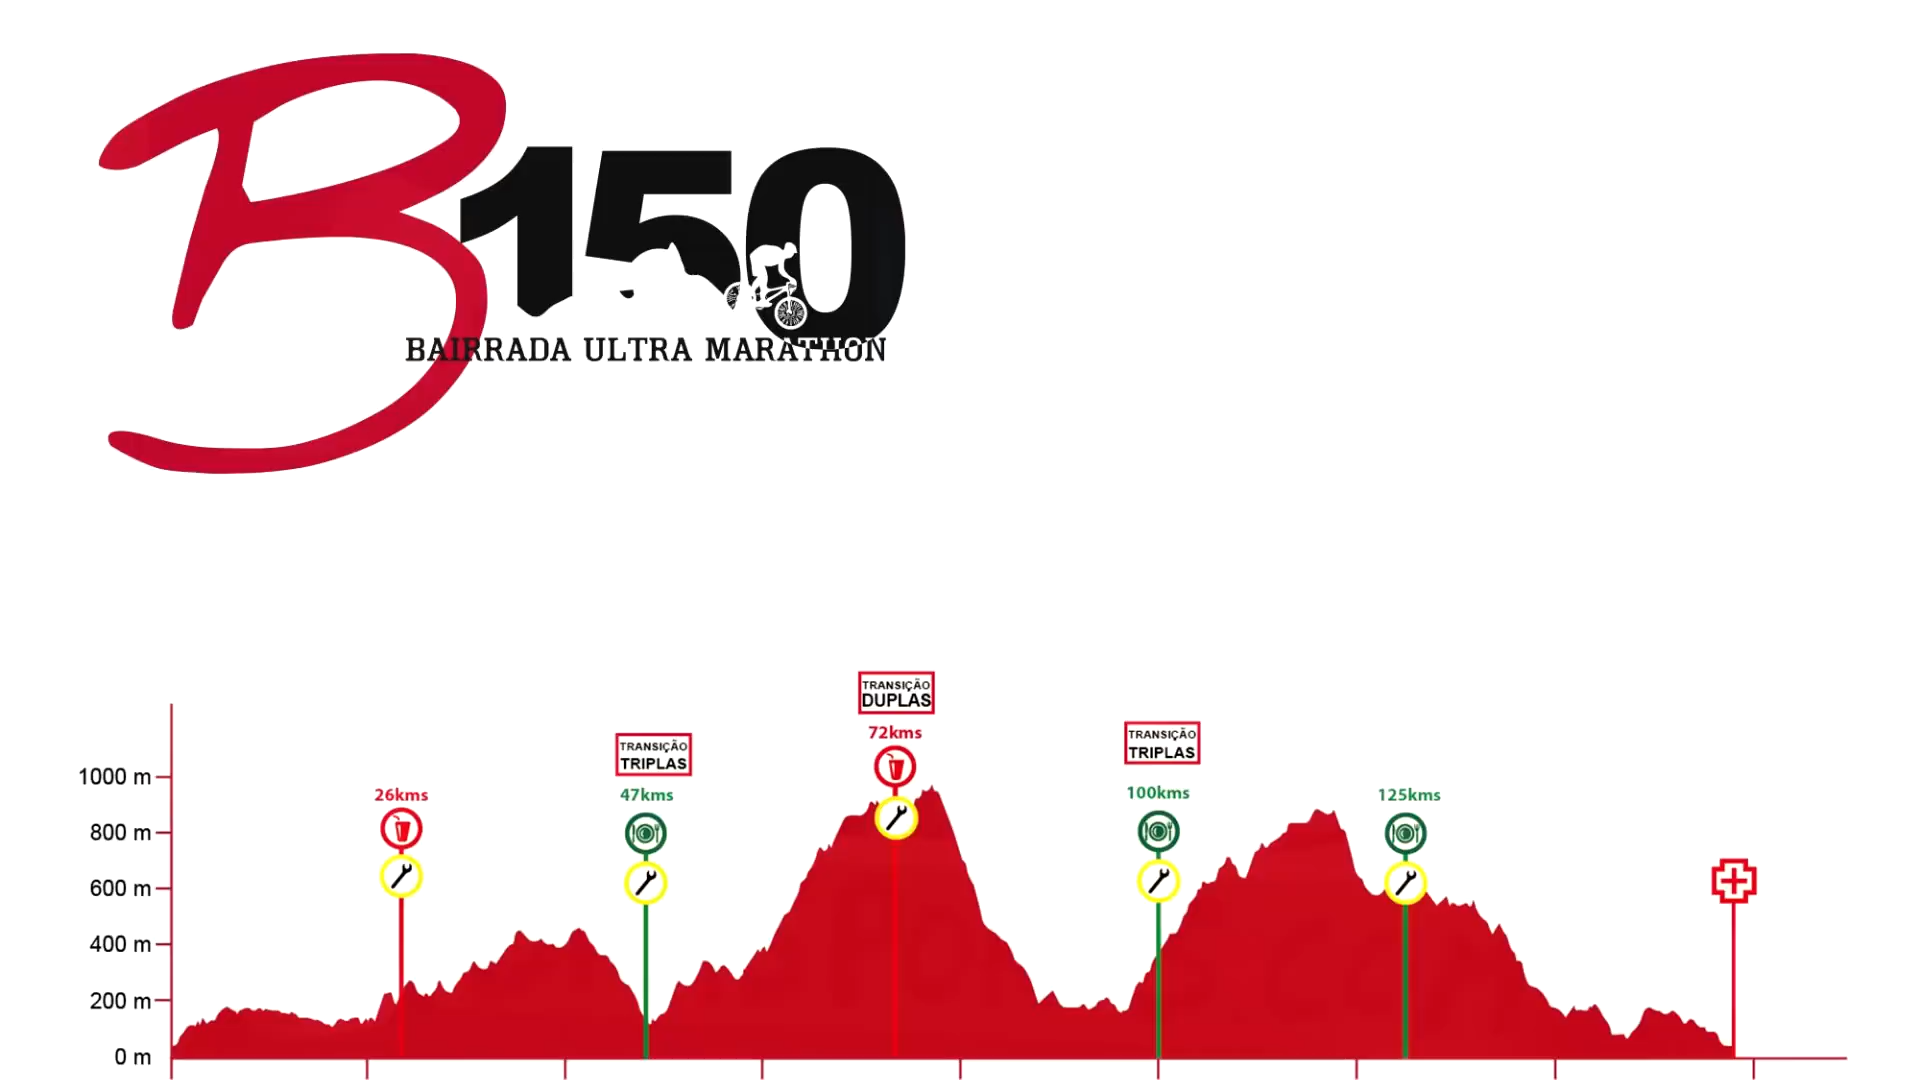 B150
BAIRRADA ULTRA MARATHON
TRANSIÇÃO
DUPLAS
72kms
TRANSIÇÃO
TRIPLAS
47kms
TRANSIÇÃO
TRIPLAS
100kms
26kms
125kms
1000 m
800 m
600 m
400 m
200 m
0 m